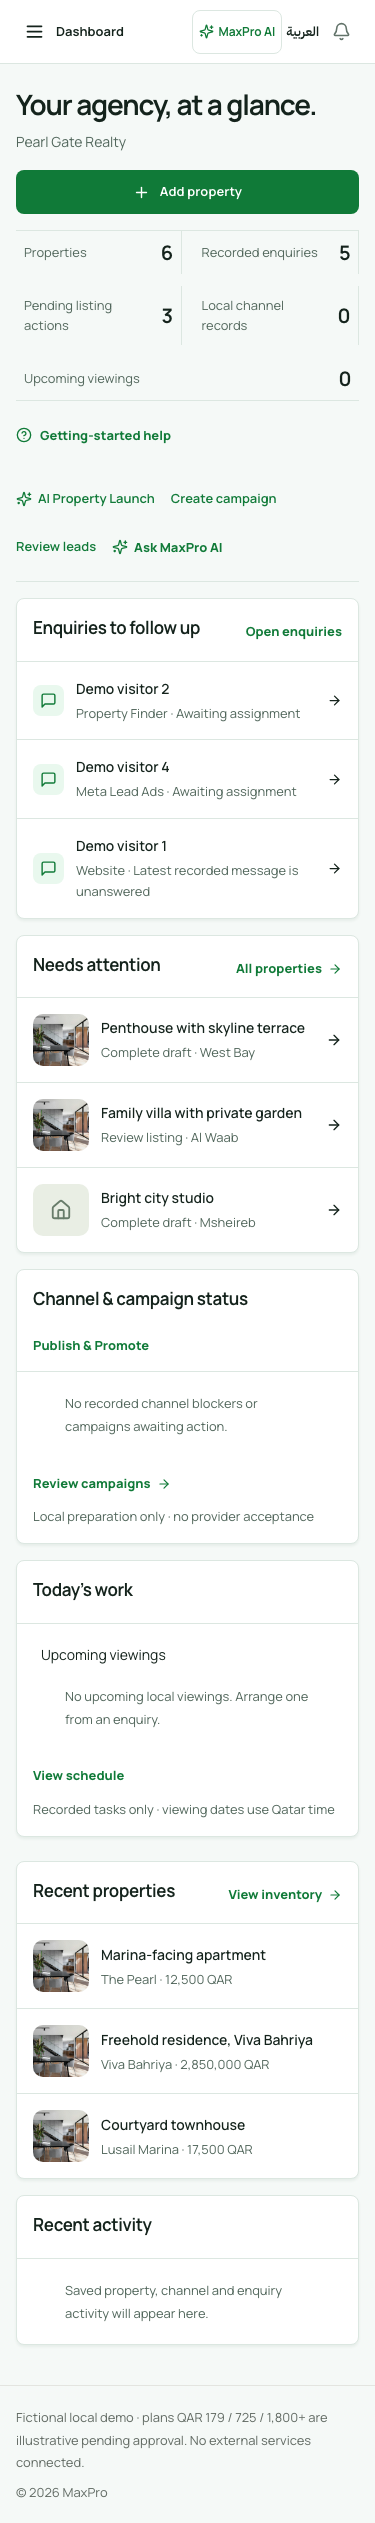 Dashboard
MaxPro AI
العربية
Your agency, at a glance.
Pearl Gate Realty
Add property
Properties 6
Recorded enquiries 5
Pending listing
actions 3
Local channel
records 0
Upcoming viewings 0
Getting-started help
AI Property Launch
Create campaign
Review leads
Ask MaxPro AI
Enquiries to follow up
Open enquiries
Demo visitor 2
Property Finder · Awaiting assignment
Demo visitor 4
Meta Lead Ads · Awaiting assignment
Demo visitor 1
Website · Latest recorded message is
unanswered
Needs attention
All properties
Penthouse with skyline terrace
Complete draft · West Bay
Family villa with private garden
Review listing · Al Waab
Bright city studio
Complete draft · Msheireb
Channel & campaign status
Publish & Promote
No recorded channel blockers or
campaigns awaiting action.
Review campaigns
Local preparation only · no provider acceptance
Today's work
Upcoming viewings
No upcoming local viewings. Arrange one
from an enquiry.
View schedule
Recorded tasks only · viewing dates use Qatar time
Recent properties
View inventory
Marina-facing apartment
The Pearl · 12,500 QAR
Freehold residence, Viva Bahriya
Viva Bahriya · 2,850,000 QAR
Courtyard townhouse
Lusail Marina · 17,500 QAR
Recent activity
Saved property, channel and enquiry
activity will appear here.
Fictional local demo · plans QAR 179 / 725 / 1,800+ are
illustrative pending approval. No external services
connected.
© 2026 MaxPro